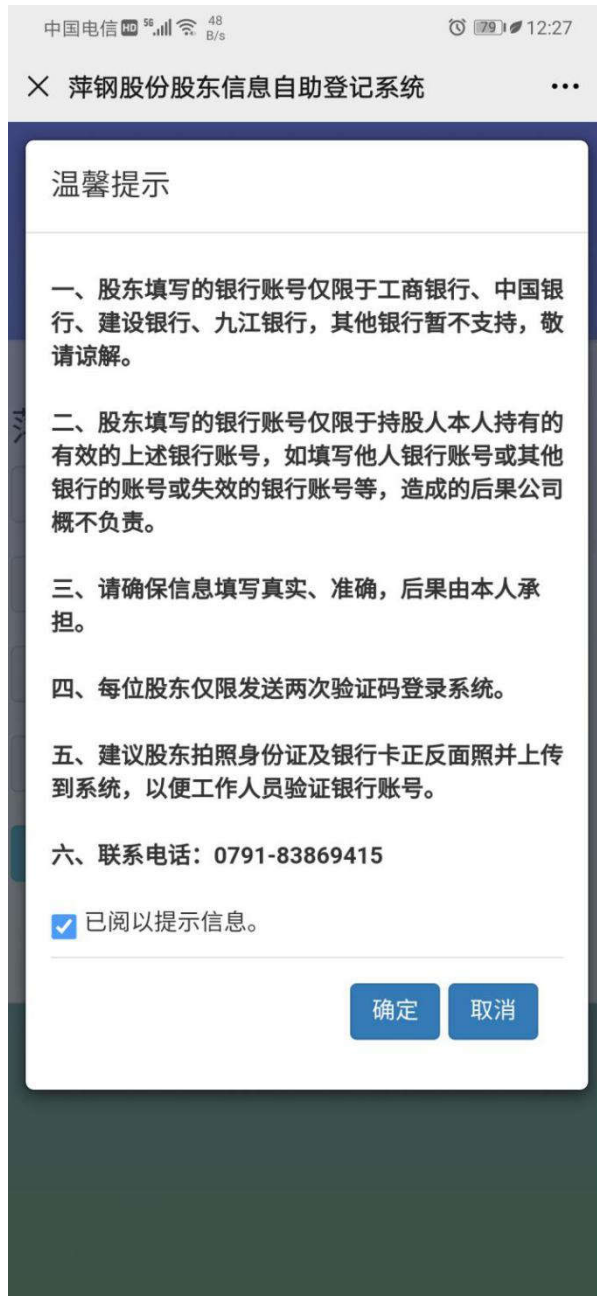 中国电信 HD 5G 48 B/s 79 12:27
萍钢股份股东信息自助登记系统
温馨提示
一、股东填写的银行账号仅限于工商银行、中国银
行、建设银行、九江银行，其他银行暂不支持，敬
请谅解。
二、股东填写的银行账号仅限于持股人本人持有的
有效的上述银行账号，如填写他人银行账号或其他
银行的账号或失效的银行账号等，造成的后果公司
概不负责。
三、请确保信息填写真实、准确，后果由本人承
担。
四、每位股东仅限发送两次验证码登录系统。
五、建议股东拍照身份证及银行卡正反面照并上传
到系统，以便工作人员验证银行账号。
六、联系电话：0791-83869415
已阅以提示信息。
确定 取消